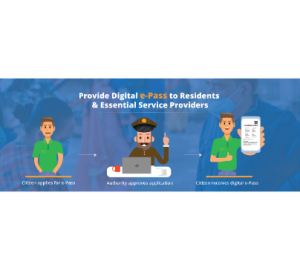 Provide Digital e-Pass to Residents
& Essential Service Providers
Citizen applies for e-Pass
Authority approves application
Citizen receives digital e-Pass